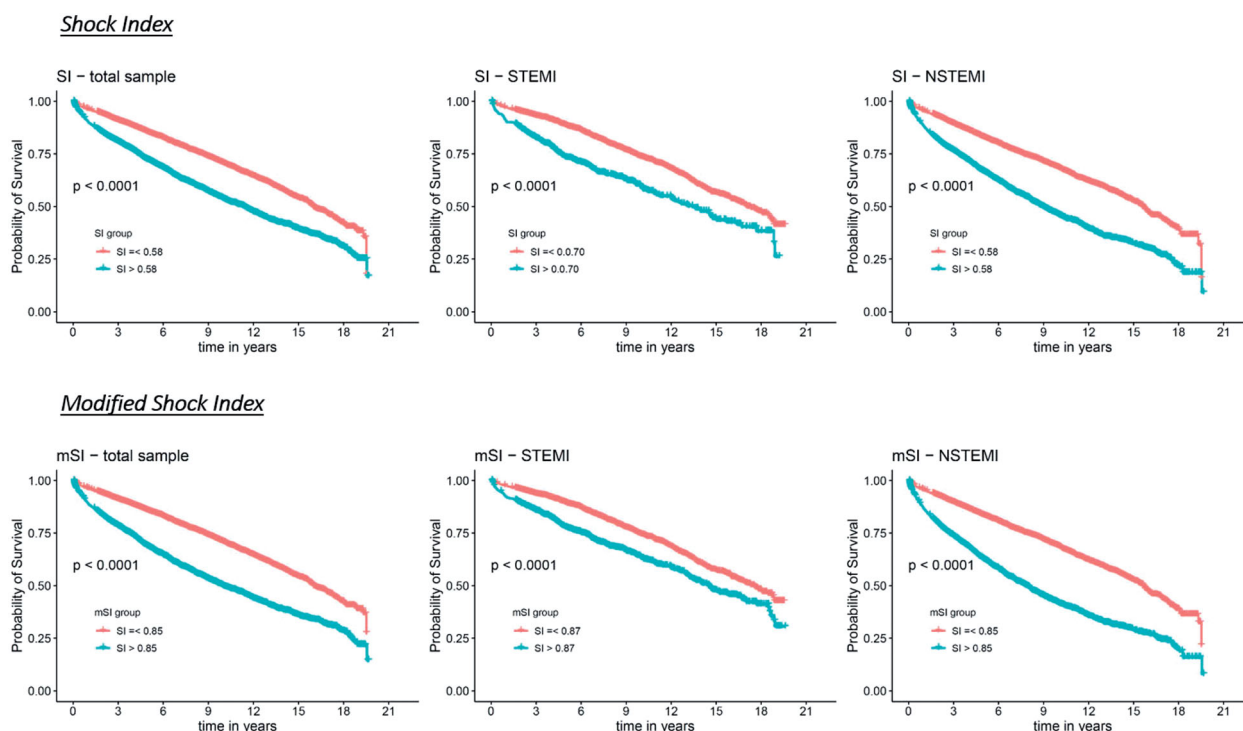 Shock Index
SI − total sample
1.00
0.75
0.50
0.25
0.00
Probability of Survival
p < 0.0001
SI group
SI =< 0.58
SI > 0.58
0 3 6 9 12 15 18 21
time in years
SI − STEMI
1.00
0.75
0.50
0.25
0.00
Probability of Survival
p < 0.0001
SI group
SI =< 0.0.70
SI > 0.0.70
0 3 6 9 12 15 18 21
time in years
SI − NSTEMI
1.00
0.75
0.50
0.25
0.00
Probability of Survival
p < 0.0001
SI group
SI =< 0.58
SI > 0.58
0 3 6 9 12 15 18 21
time in years
Modified Shock Index
mSI − total sample
1.00
0.75
0.50
0.25
0.00
Probability of Survival
p < 0.0001
mSI group
SI =< 0.85
SI > 0.85
0 3 6 9 12 15 18 21
time in years
mSI − STEMI
1.00
0.75
0.50
0.25
0.00
Probability of Survival
p < 0.0001
mSI group
SI =< 0.87
SI > 0.87
0 3 6 9 12 15 18 21
time in years
mSI − NSTEMI
1.00
0.75
0.50
0.25
0.00
Probability of Survival
p < 0.0001
mSI group
SI =< 0.85
SI > 0.85
0 3 6 9 12 15 18 21
time in years